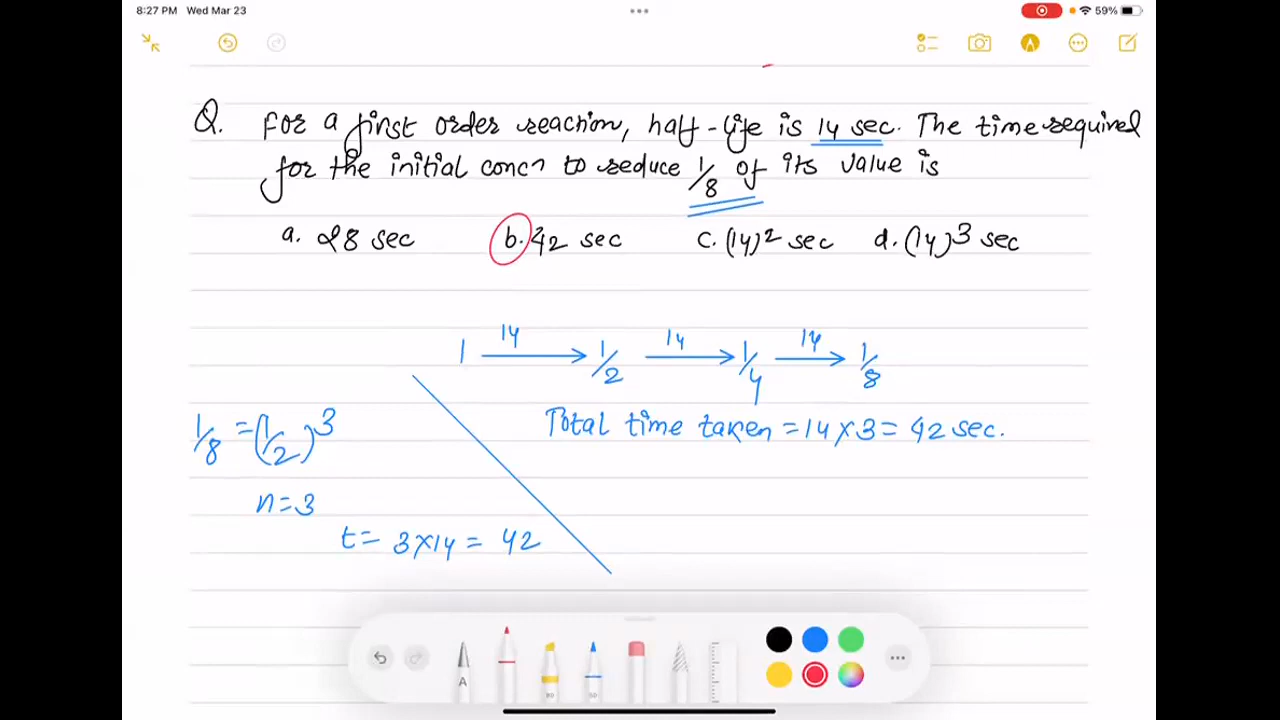 8:27 PM Wed Mar 23
59%
Q. For a first order reaction, half-life is 14 sec. The time required
for the initial concn to reduce 1/8 of its value is
a. 28 sec b. 42 sec c. (14)2 sec d. (14)3 sec
1 14 1/2 14 1/4 14 1/8
Total time taken = 14 x 3 = 42 sec.
1/8 = (1/2)3
n = 3
t = 3x14 = 42
A
80
50